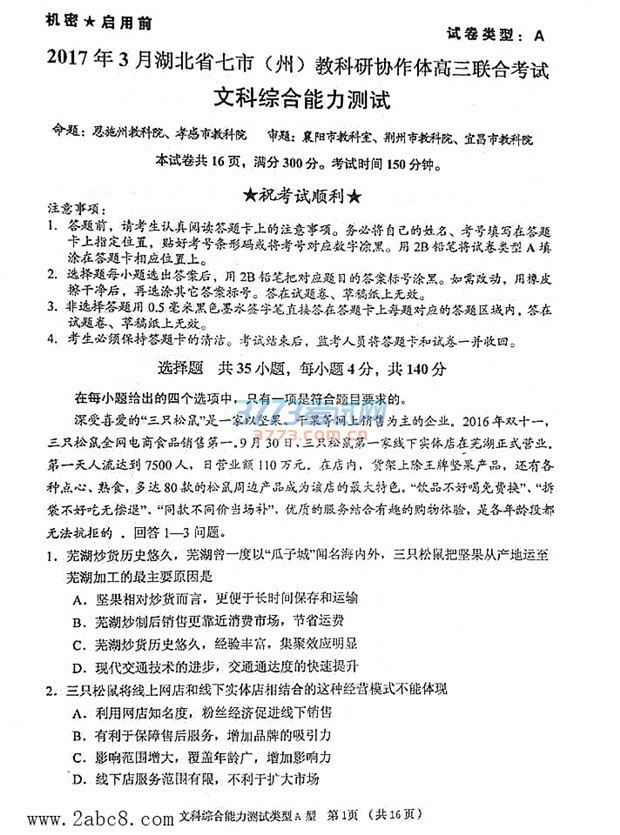 机密★启用前
试卷类型：A
2017年3月湖北省七市（州）教科研协作体高三联合考试
文科综合能力测试
命题：恩施州教科院、孝感市教科院 审题：襄阳市教科室、荆州市教科院、宜昌市教科院
本试卷共16页，满分300分。考试时间150分钟。
★祝考试顺利★
注意事项：
1. 答题前，请考生认真阅读答题卡上的注意事项。务必将自己的姓名、考号填写在答题
卡上指定位置，贴好考号条形码或将考号对应数字涂黑。用2B铅笔将试卷类型A填
涂在答题卡相应位置上。
2. 选择题每小题选出答案后，用2B铅笔把对应题目的答案标号涂黑。如需改动，用橡皮
擦干净后，再选涂其它答案标号。答在试题卷、草稿纸上无效。
3. 非选择答题用0.5毫米黑色墨水签字笔直接答在答题卡上每题对应的答题区域内，答在
试题卷、草稿纸上无效。
4. 考生必须保持答题卡的清洁。考试结束后，监考人员将答题卡和试卷一并收回。
选择题 共35小题，每小题4分，共140分
在每小题给出的四个选项中，只有一项是符合题目要求的。
深受喜爱的“三只松鼠”是一家以坚果、干果等网上销售为主的企业。2016年双十一，
三只松鼠全网电商食品销售第一。9月30日，三只松鼠第一家线下实体店在芜湖正式营业。
第一天人流达到7500人，日营业额110万元。在店内，货架上除王牌坚果产品，还有各
种点心、熟食，多达80款的松鼠周边产品成为该店的最大特色。“饮品不好喝免费换”、“拆
袋不好吃无偿退”、“同款不同价当场补”，优质的服务结合有趣的购物体验，是各年龄段都
无法抗拒的 . 回答1—3问题。
1. 芜湖炒货历史悠久，芜湖曾一度以“瓜子城”闻名海内外，三只松鼠把坚果从产地运至
芜湖加工的最主要原因是
A. 坚果相对炒货而言，更便于长时间保存和运输
B. 芜湖炒制后销售更靠近消费市场，节省运费
C. 芜湖炒货历史悠久，经验丰富，集聚效应明显
D. 现代交通技术的进步，交通通达度的快速提升
2. 三只松鼠将线上网店和线下实体店相结合的这种经营模式不能体现
A. 利用网店知名度，粉丝经济促进线下销售
B. 有利于保障售后服务，增加品牌的吸引力
C. 影响范围增大，覆盖年龄广，增加影响力
D. 线下店服务范围有限，不利于扩大市场
3773考试网
3773.com.cn
www.2abc8.com 文科综合能力测试类型A型 第1页 （共16页）